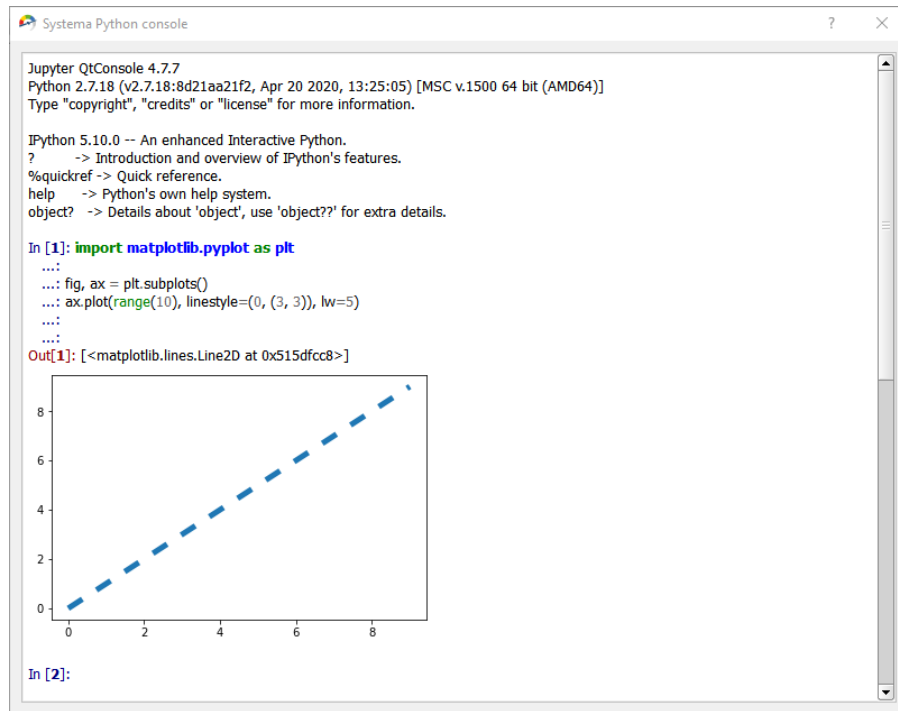 Systema Python console
Jupyter QtConsole 4.7.7
Python 2.7.18 (v2.7.18:8d21aa21f2, Apr 20 2020, 13:25:05) [MSC v.1500 64 bit (AMD64)]
Type "copyright", "credits" or "license" for more information.
IPython 5.10.0 -- An enhanced Interactive Python.
? -> Introduction and overview of IPython's features.
%quickref -> Quick reference.
help -> Python's own help system.
object? -> Details about 'object', use 'object??' for extra details.
In [1]: import matplotlib.pyplot as plt
...:
...: fig, ax = plt.subplots()
...: ax.plot(range(10), linestyle=(0, (3, 3)), lw=5)
...:
...:
Out[1]: [<matplotlib.lines.Line2D at 0x515dfcc8>]
8
6
4
2
0
0 2 4 6 8
In [2]: